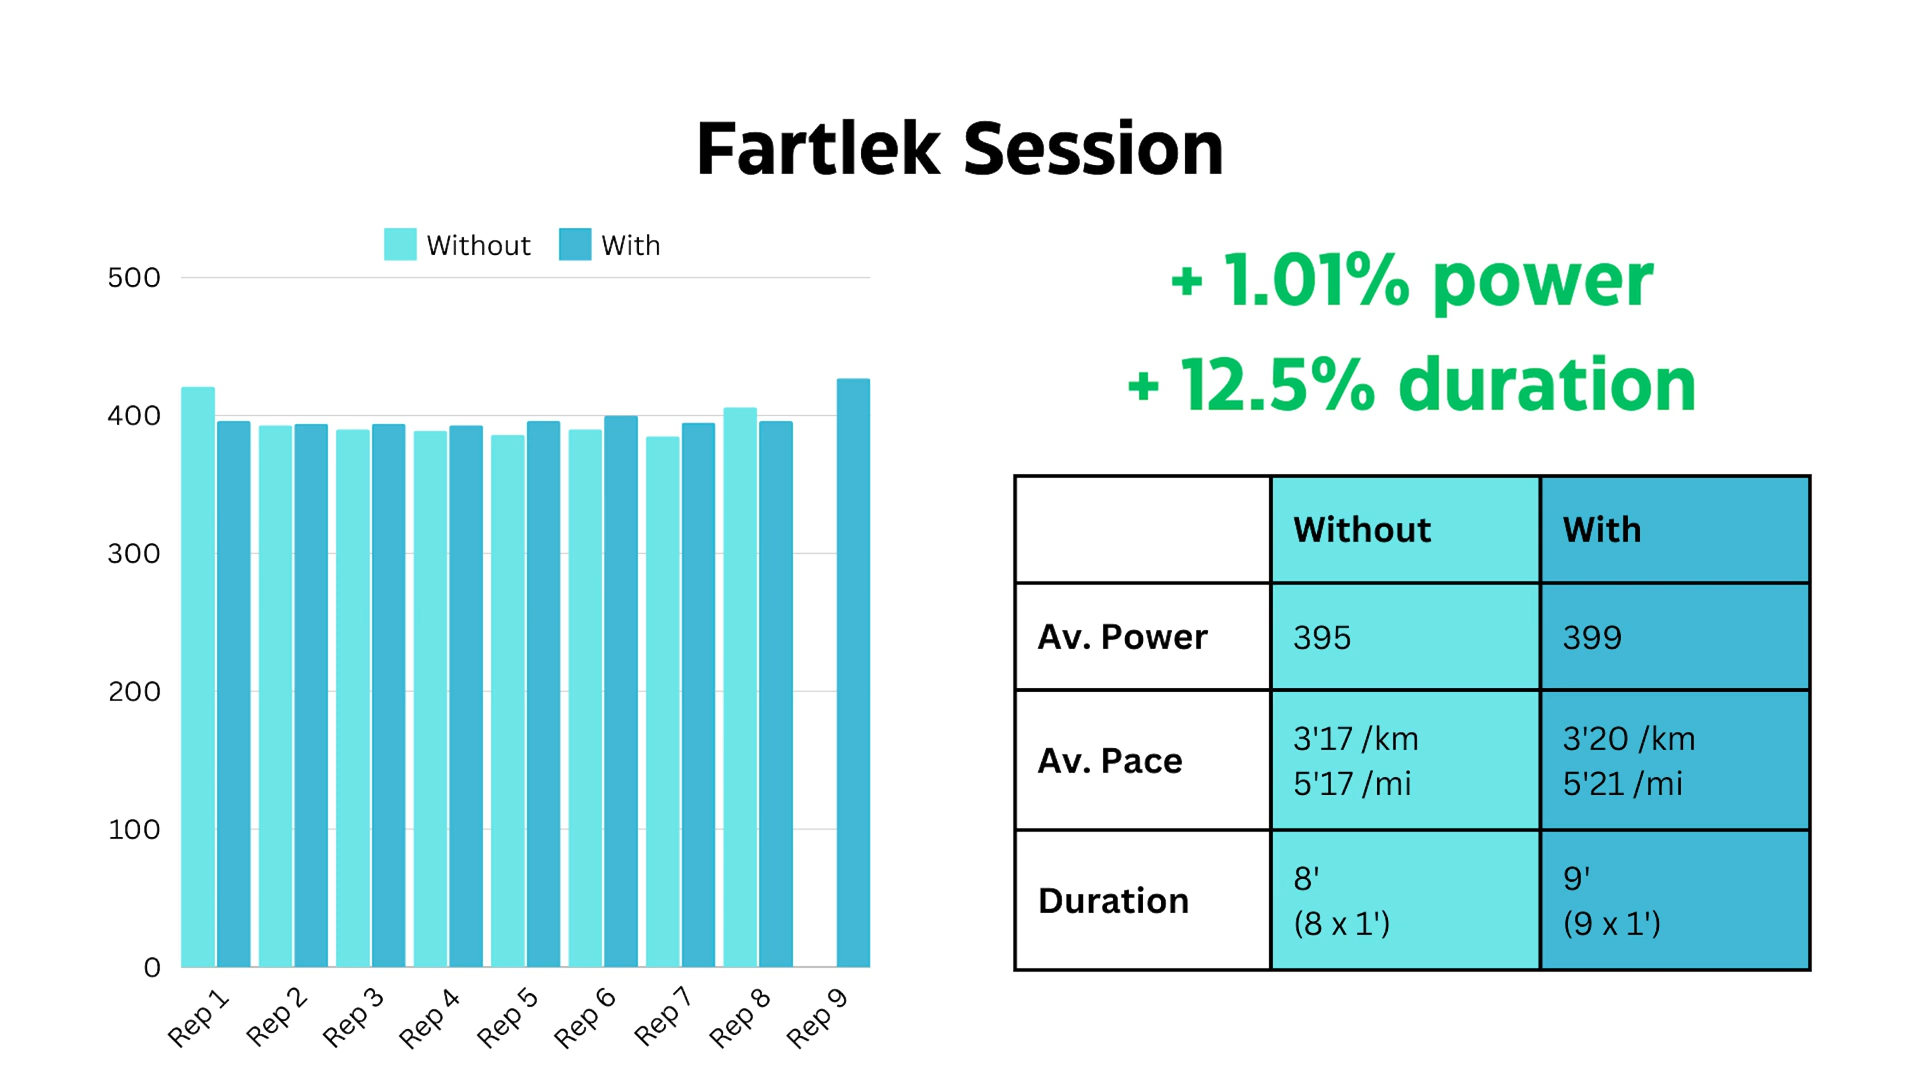 Fartlek Session
Without
With
500
400
300
200
100
0
Rep 1
Rep 2
Rep 3
Rep 4
Rep 5
Rep 6
Rep 7
Rep 8
Rep 9
+ 1.01% power
+ 12.5% duration
Without With
Av. Power 395 399
Av. Pace
3'17 /km
5'17 /mi
3'20 /km
5'21 /mi
Duration
8'
(8 x 1')
9'
(9 x 1')